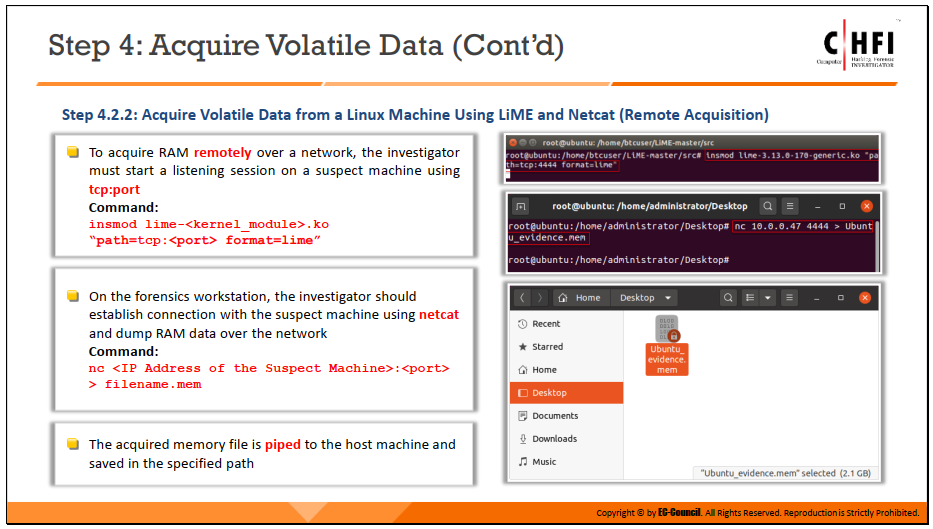 Step 4: Acquire Volatile Data (Cont'd)
CHFI
Computer Hacking Forensic
INVESTIGATOR
Step 4.2.2: Acquire Volatile Data from a Linux Machine Using LiME and Netcat (Remote Acquisition)
To acquire RAM remotely over a network, the investigator
must start a listening session on a suspect machine using
tcp:port
Command:
insmod lime-<kernel_module>.ko
“path=tcp:<port> format=lime”
On the forensics workstation, the investigator should
establish connection with the suspect machine using netcat
and dump RAM data over the network
Command:
nc <IP Address of the Suspect Machine>:<port>
> filename.mem
The acquired memory file is piped to the host machine and
saved in the specified path
root@ubuntu: /home/btcuser/LiME-master/src
root@ubuntu:/home/btcuser/LiME-master/src# insmod lime-3.13.0-170-generic.ko "pa
th=tcp:4444 format=lime"
root@ubuntu: /home/administrator/Desktop
root@ubuntu:/home/administrator/Desktop# nc 10.0.0.47 4444 > Ubunt
u_evidence.mem
root@ubuntu:/home/administrator/Desktop#
Home Desktop
Recent
Starred
Home
Desktop
Documents
Downloads
Music
Ubuntu_
evidence.
mem
"Ubuntu_evidence.mem" selected (2.1 GB)
Copyright © by EC-Council. All Rights Reserved. Reproduction is Strictly Prohibited.